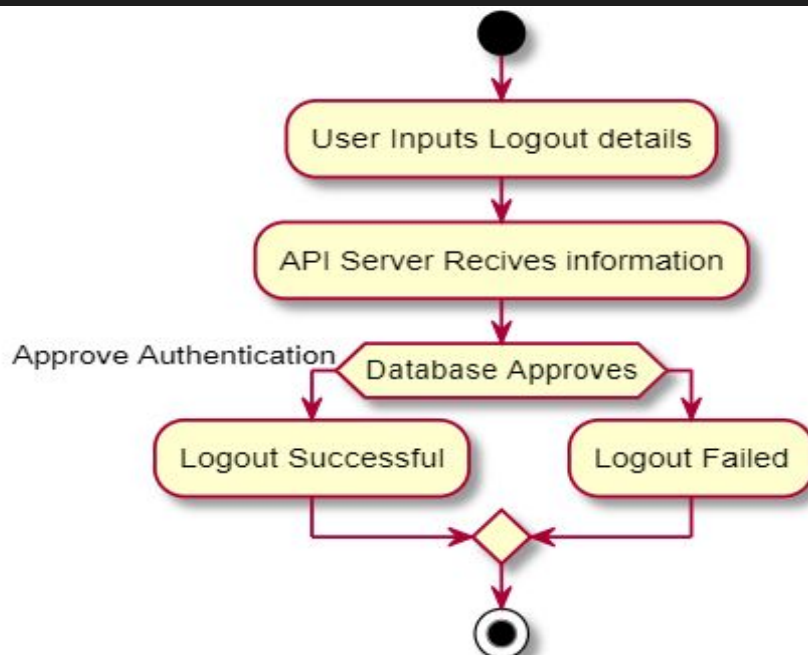 User Inputs Logout details
API Server Recives information
Approve Authentication
Database Approves
Logout Successful
Logout Failed